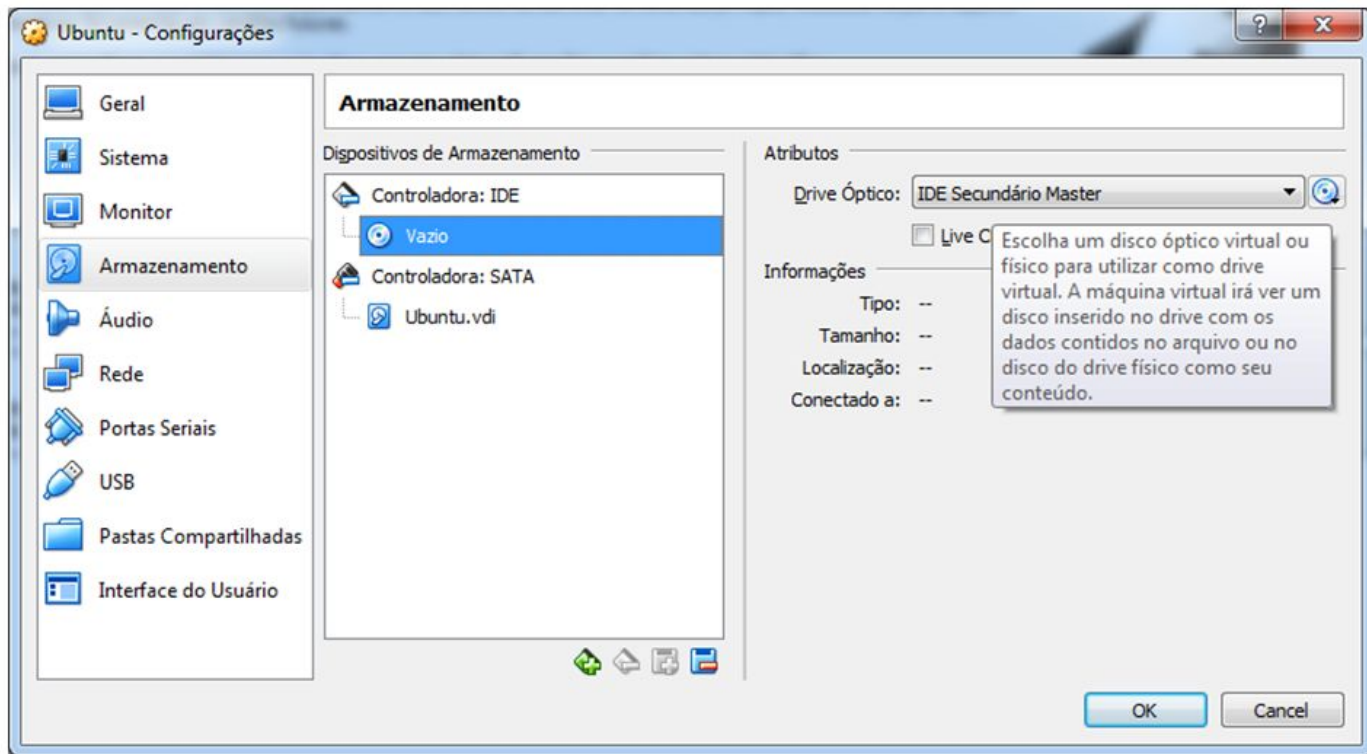 Ubuntu - Configurações
?
X
Geral
Sistema
Monitor
Armazenamento
Áudio
Rede
Portas Seriais
USB
Pastas Compartilhadas
Interface do Usuário
Armazenamento
Dispositivos de Armazenamento
Controladora: IDE
Vazio
Controladora: SATA
Ubuntu.vdi
Atributos
Drive Óptico: IDE Secundário Master
Live C
Informações
Tipo: --
Tamanho: --
Localização: --
Conectado a: --
Escolha um disco óptico virtual ou
físico para utilizar como drive
virtual. A máquina virtual irá ver um
disco inserido no drive com os
dados contidos no arquivo ou no
disco do drive físico como seu
conteúdo.
OK
Cancel